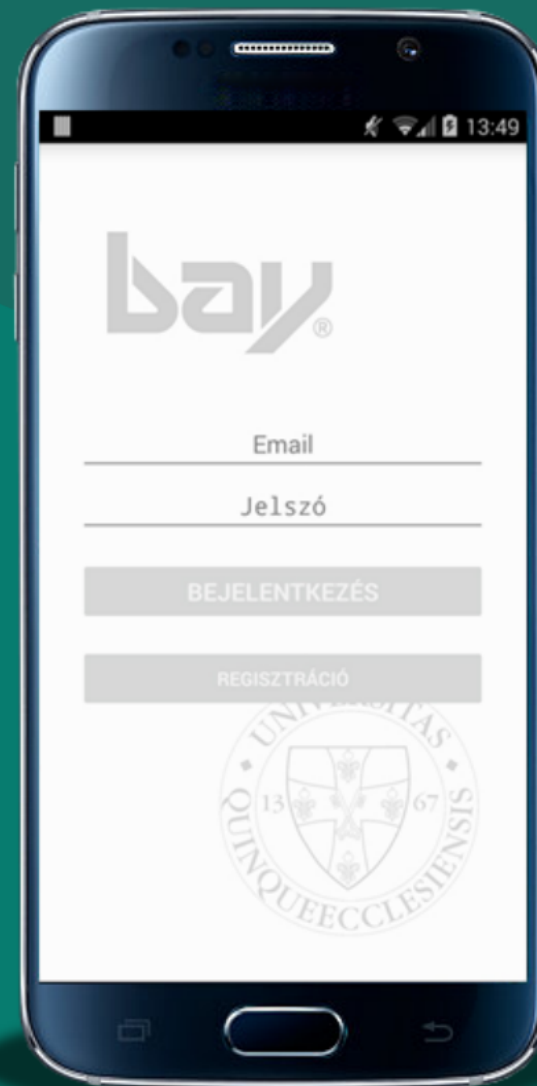 13:49
bay®
Email
Jelszó
BEJELENTKEZÉS
REGISZTRÁCIÓ
UNIVERSITAS
13 67
QUINQUEECCLESIENSIS